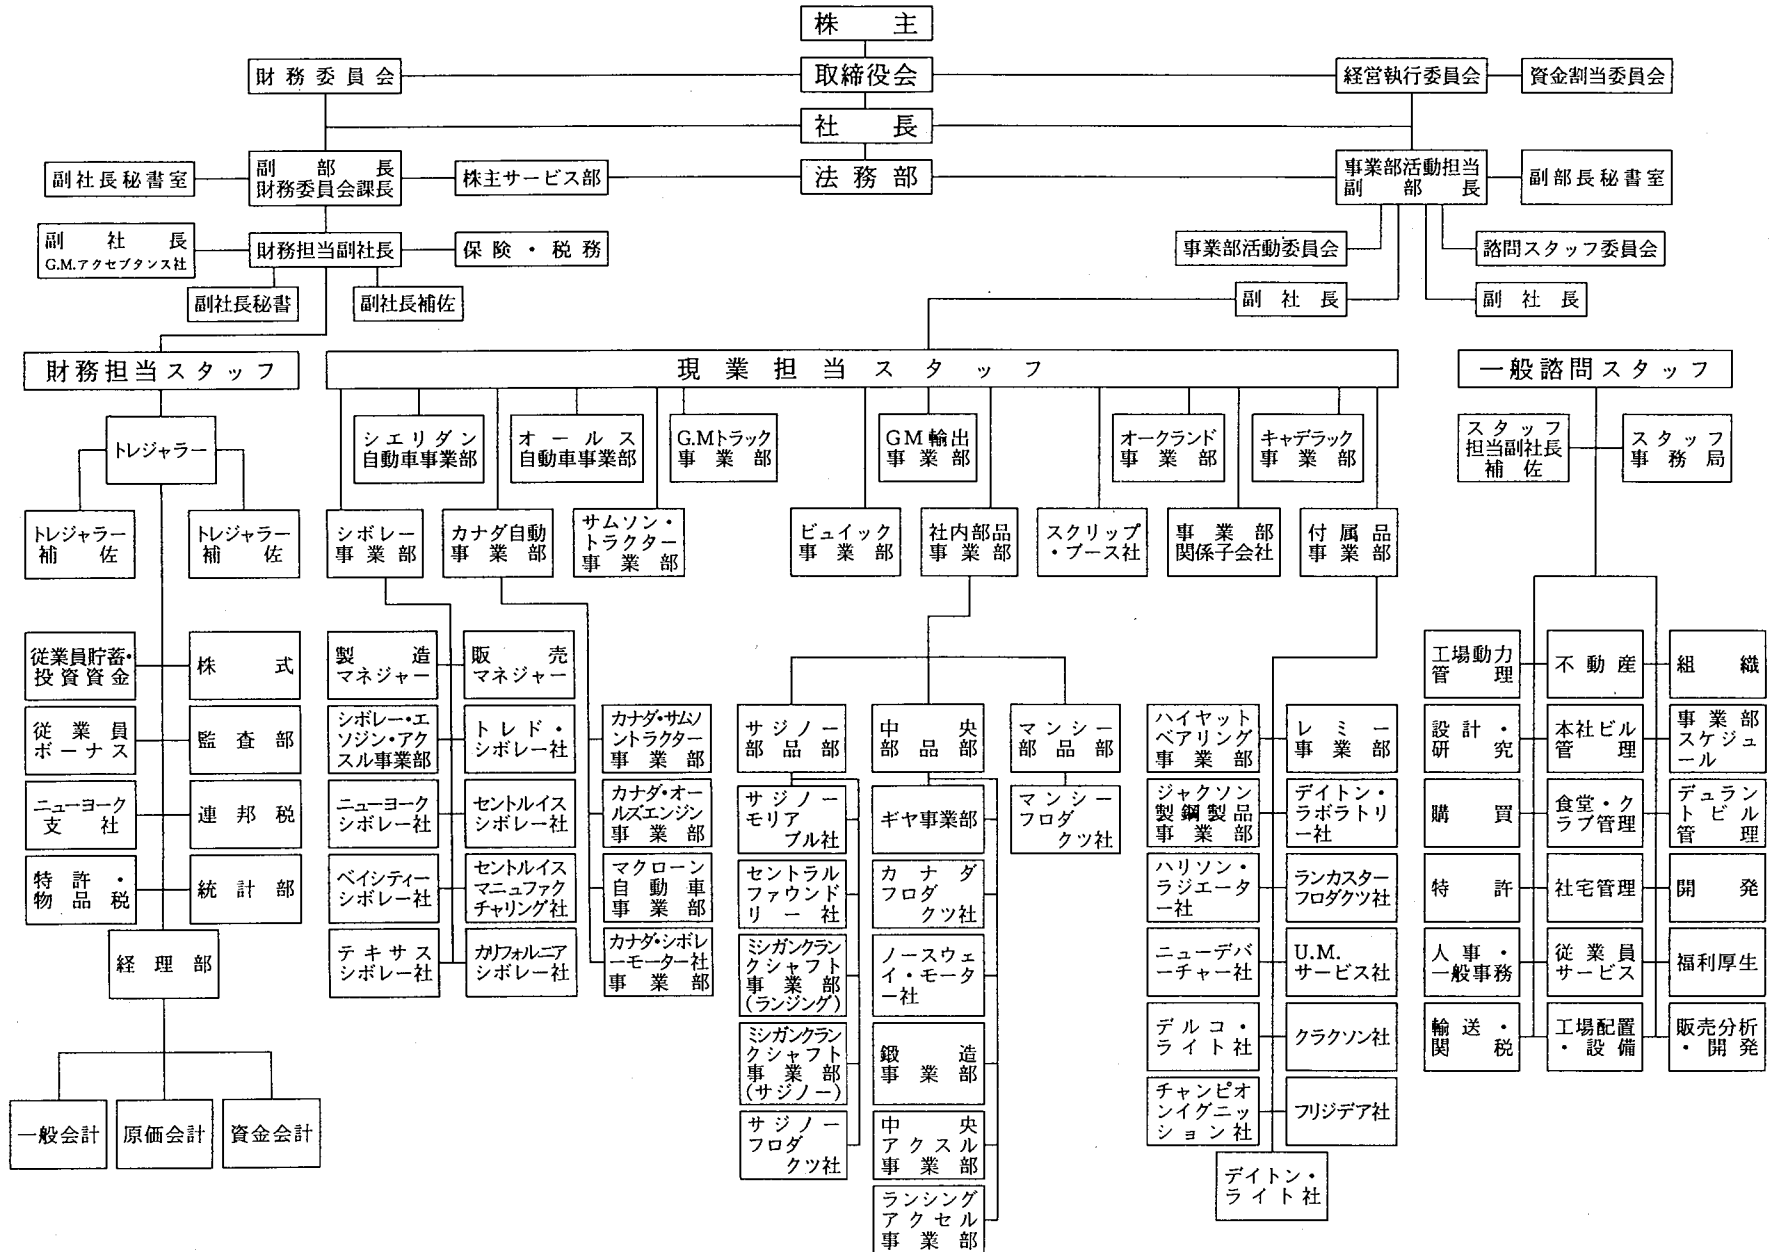 株主
財務委員会
取締役会
経営執行委員会
資金割当委員会
社長
副社長秘書室
副部長
財務委員会課長
株主サービス部
法務部
事業部活動担当
副部長
副部長秘書室
副社長
G.M.アクセプタンス社
財務担当副社長
保険・税務
事業部活動委員会
諮問スタッフ委員会
副社長秘書
副社長補佐
副社長
副社長
財務担当スタッフ
現業担当スタッフ
一般諮問スタッフ
トレジャラー
シエリダン
自動車事業部
オールス
自動車事業部
G.Mトラック
事業部
GM輸出
事業部
オークランド
事業部
キャデラック
事業部
スタッフ
担当副社長
補佐
スタッフ
事務局
トレジャラー
補佐
トレジャラー
補佐
シボレー
事業部
カナダ自動
事業部
サムソン・
トラクター
事業部
ビュイック
事業部
社内部品
事業部
スクリップ
・ブース社
事業部
関係子会社
付属品
事業部
従業員貯蓄・
投資資金
株式
製造
マネジャー
販売
マネジャー
工場動力
管理
不動産
組織
従業員
ボーナス
監査部
シボレー・エ
ソジン・アク
スル事業部
トレド・
シボレー社
カナダ・サムソ
ントラクター
事業部
サジノー
部品部
中央
部品部
マンシー
部品部
ハイヤット
ベアリング
事業部
レミー
事業部
設計・
研究
本社ビル
管理
事業部
スケジュ
ール
ニューヨーク
支社
連邦税
ニューヨーク
シボレー社
セントルイス
シボレー社
カナダ・オー
ルズエンジン
事業部
サジノー
モリア
ブル社
ギヤ事業部
マンシー
フロダ
クツ社
ジャクソン
製鋼製品
事業部
デイトン・
ラボラトリ
ー社
購買
食堂・ク
ラブ管理
デュラン
トビル
管理
特許・
物品税
統計部
ベイシティー
シボレー社
セントルイス
マニュファク
チャリング社
マクローン
自動車
事業部
セントラル
ファウンド
リー社
カナダ
フロダ
クツ社
ハリソン・
ラジエータ
ー社
ランカスター
フロダクツ社
特許
社宅管理
開発
経理部
テキサス
シボレー社
カリフォルニア
シボレー社
カナダ・シボレ
ーモーター社
事業部
ミシガンクラン
クシャフト
事業部
(ランジング)
ノースウェ
イ・モータ
ー社
ニューデパ
ーチャー社
U.M.
サービス社
人事・
一般事務
従業員
サービス
福利厚生
ミシガンクラン
クシャフト
事業部
(サジノー)
鍛造
事業部
デルコ・
ライト社
クラクソン社
輸送・
関税
工場配置
・設備
販売分析
・開発
一般会計
原価会計
資金会計
サジノー
フロダ
クツ社
中央
アクスル
事業部
チャンピオ
ンイグニッ
ション社
フリジデア社
デイトン・
ライト社
ランシング
アクセル
事業部